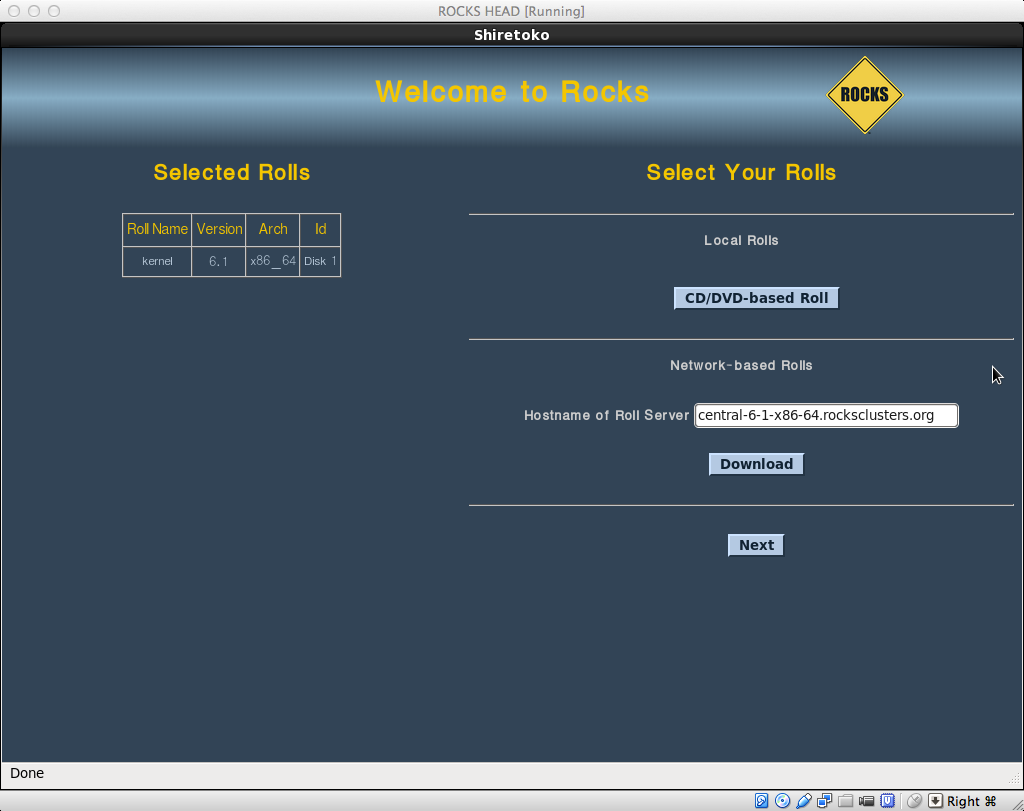 ROCKS HEAD [Running]
Shiretoko
Welcome to Rocks
ROCKS
Selected Rolls
Roll Name Version Arch Id
kernel 6.1 x86_64 Disk 1
Select Your Rolls
Local Rolls
CD/DVD-based Roll
Network-based Rolls
Hostname of Roll Server central-6-1-x86-64.rocksclusters.org
Download
Next
Done
Right ⌘